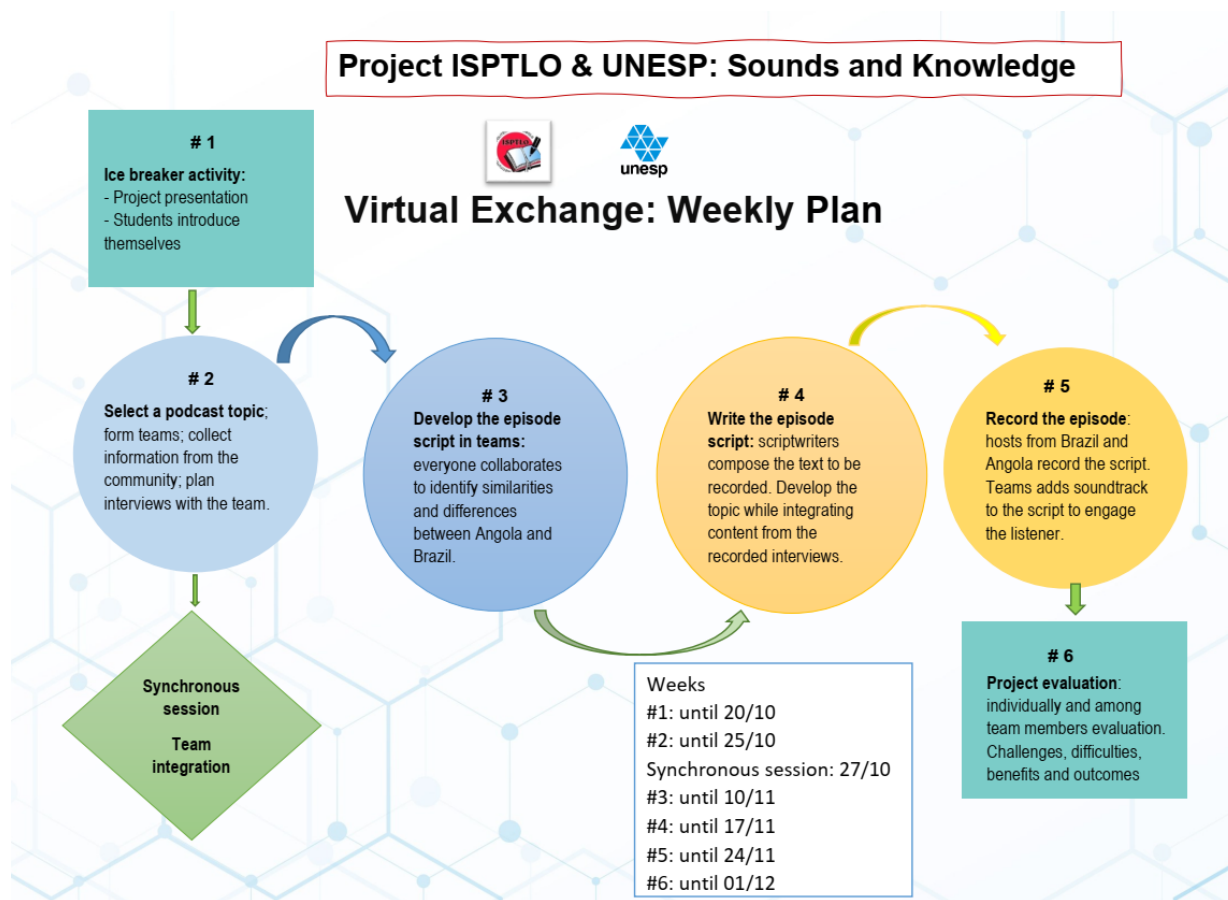 Project ISPTLO & UNESP: Sounds and Knowledge
ISPTLO
unesp
Virtual Exchange: Weekly Plan
# 1
Ice breaker activity:
- Project presentation
- Students introduce
themselves
# 2
Select a podcast topic;
form teams; collect
information from the
community; plan
interviews with the team.
Synchronous
session
Team
integration
# 3
Develop the episode
script in teams:
everyone collaborates
to identify similarities
and differences
between Angola and
Brazil.
# 4
Write the episode
script: scriptwriters
compose the text to be
recorded. Develop the
topic while integrating
content from the
recorded interviews.
# 5
Record the episode:
hosts from Brazil and
Angola record the script.
Teams adds soundtrack
to the script to engage
the listener.
# 6
Project evaluation:
individually and among
team members evaluation.
Challenges, difficulties,
benefits and outcomes
Weeks
#1: until 20/10
#2: until 25/10
Synchronous session: 27/10
#3: until 10/11
#4: until 17/11
#5: until 24/11
#6: until 01/12